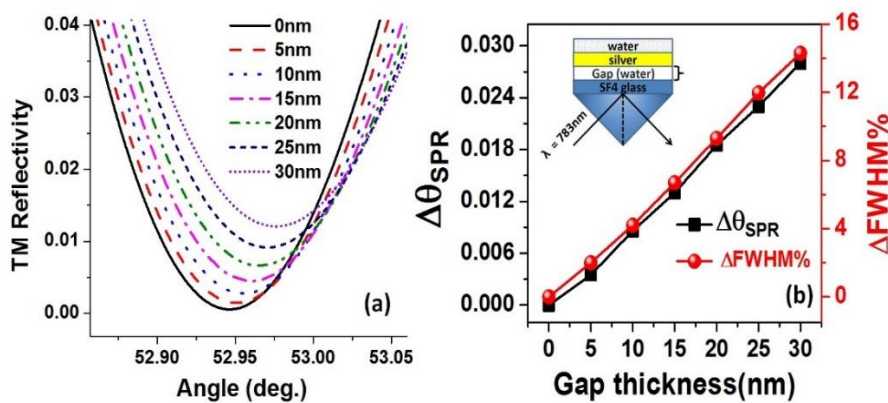 0.04
0.03
0.02
0.01
0.00
TM Reflectivity
0nm
5nm
10nm
15nm
20nm
25nm
30nm
(a)
52.90
52.95
53.00
53.05
Angle (deg.)
0.030
0.024
0.018
0.012
0.006
0.000
ΔθSPR
water
silver
Gap (water)
SF4 glass
λ = 783nm
ΔθSPR
ΔFWHM%
(b)
16
12
8
4
0
ΔFWHM%
0
5
10
15
20
25
30
Gap thickness(nm)